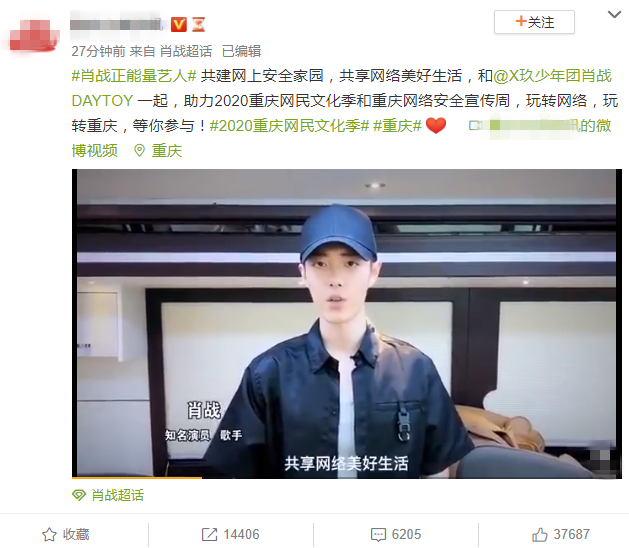 +关注
27分钟前 来自 肖战超话 已编辑
#肖战正能量艺人# 共建网上安全家园，共享网络美好生活，和@X玖少年团肖战
DAYTOY 一起，助力2020重庆网民文化季和重庆网络安全宣传周，玩转网络，玩
转重庆，等你参与！#2020重庆网民文化季# #重庆# 的微
博视频 重庆
肖战
知名演员 歌手
共享网络美好生活
肖战超话
收藏 14406 6205 37687